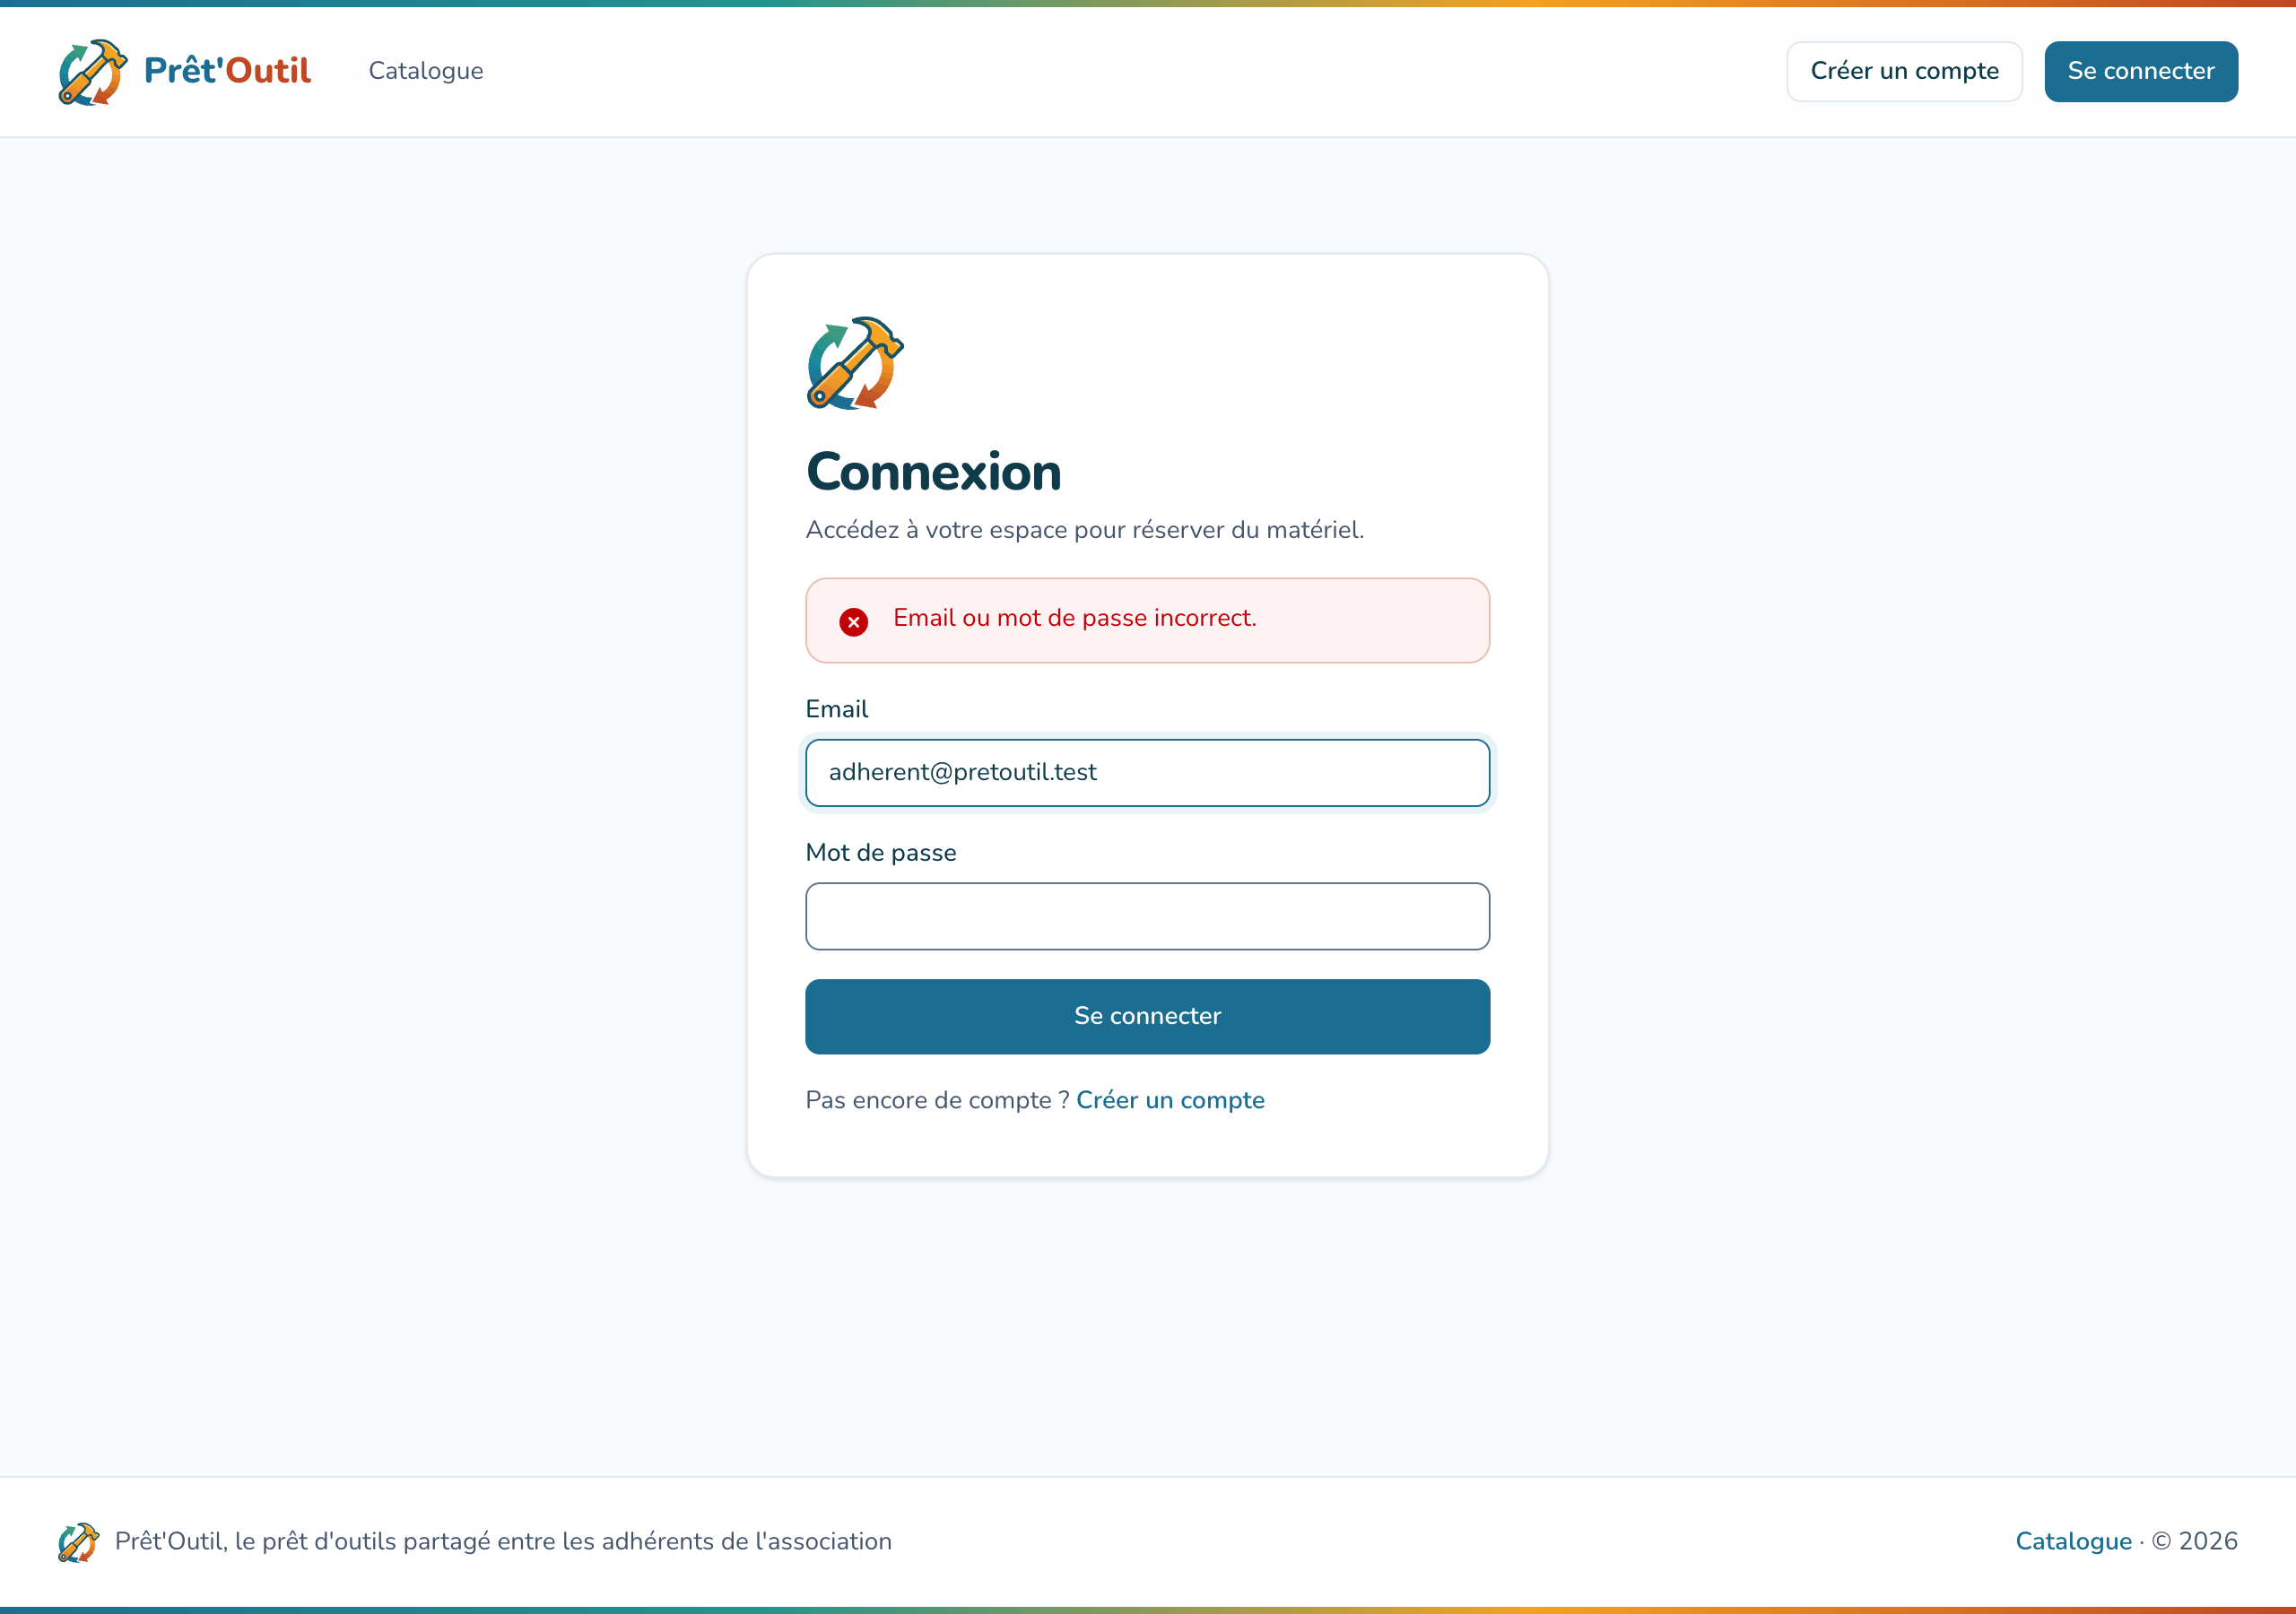 Prêt'Outil
Catalogue
Créer un compte
Se connecter
Connexion
Accédez à votre espace pour réserver du matériel.
Email ou mot de passe incorrect.
Email
adherent@pretoutil.test
Mot de passe
Se connecter
Pas encore de compte ? Créer un compte
Prêt'Outil, le prêt d'outils partagé entre les adhérents de l'association
Catalogue · © 2026